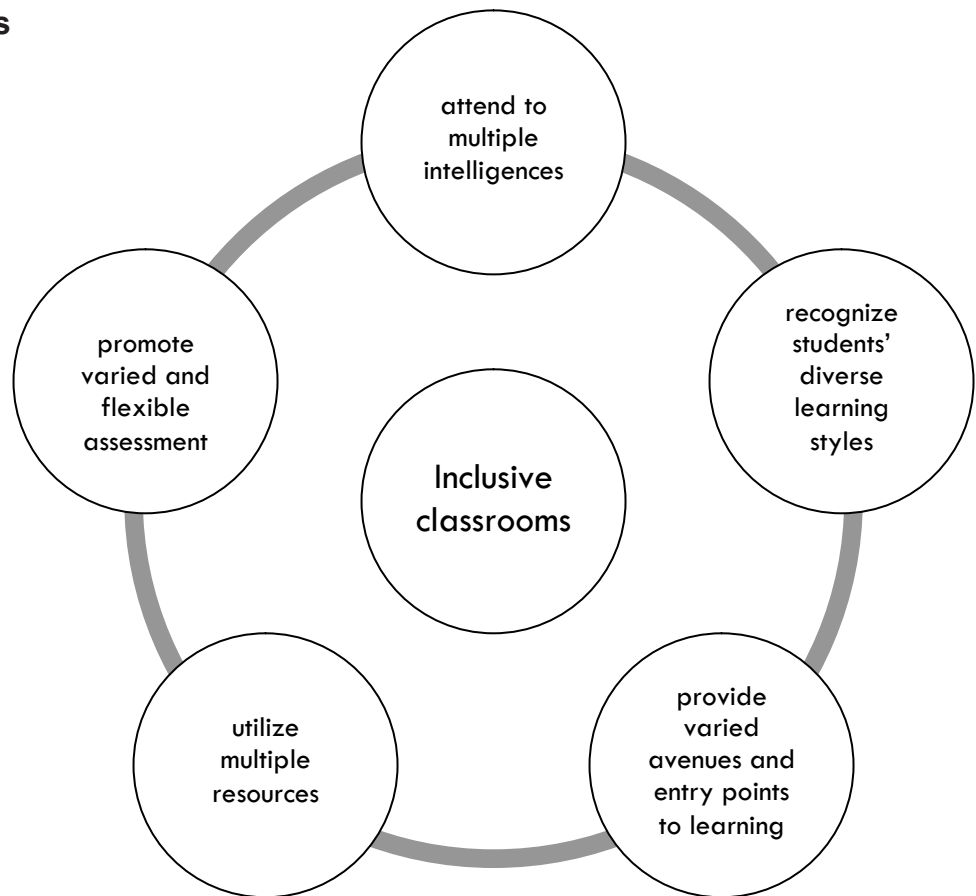 s
attend to
multiple
intelligences
recognize
students’
diverse
learning
styles
provide
varied
avenues and
entry points
to learning
utilize
multiple
resources
promote
varied and
flexible
assessment
Inclusive
classrooms